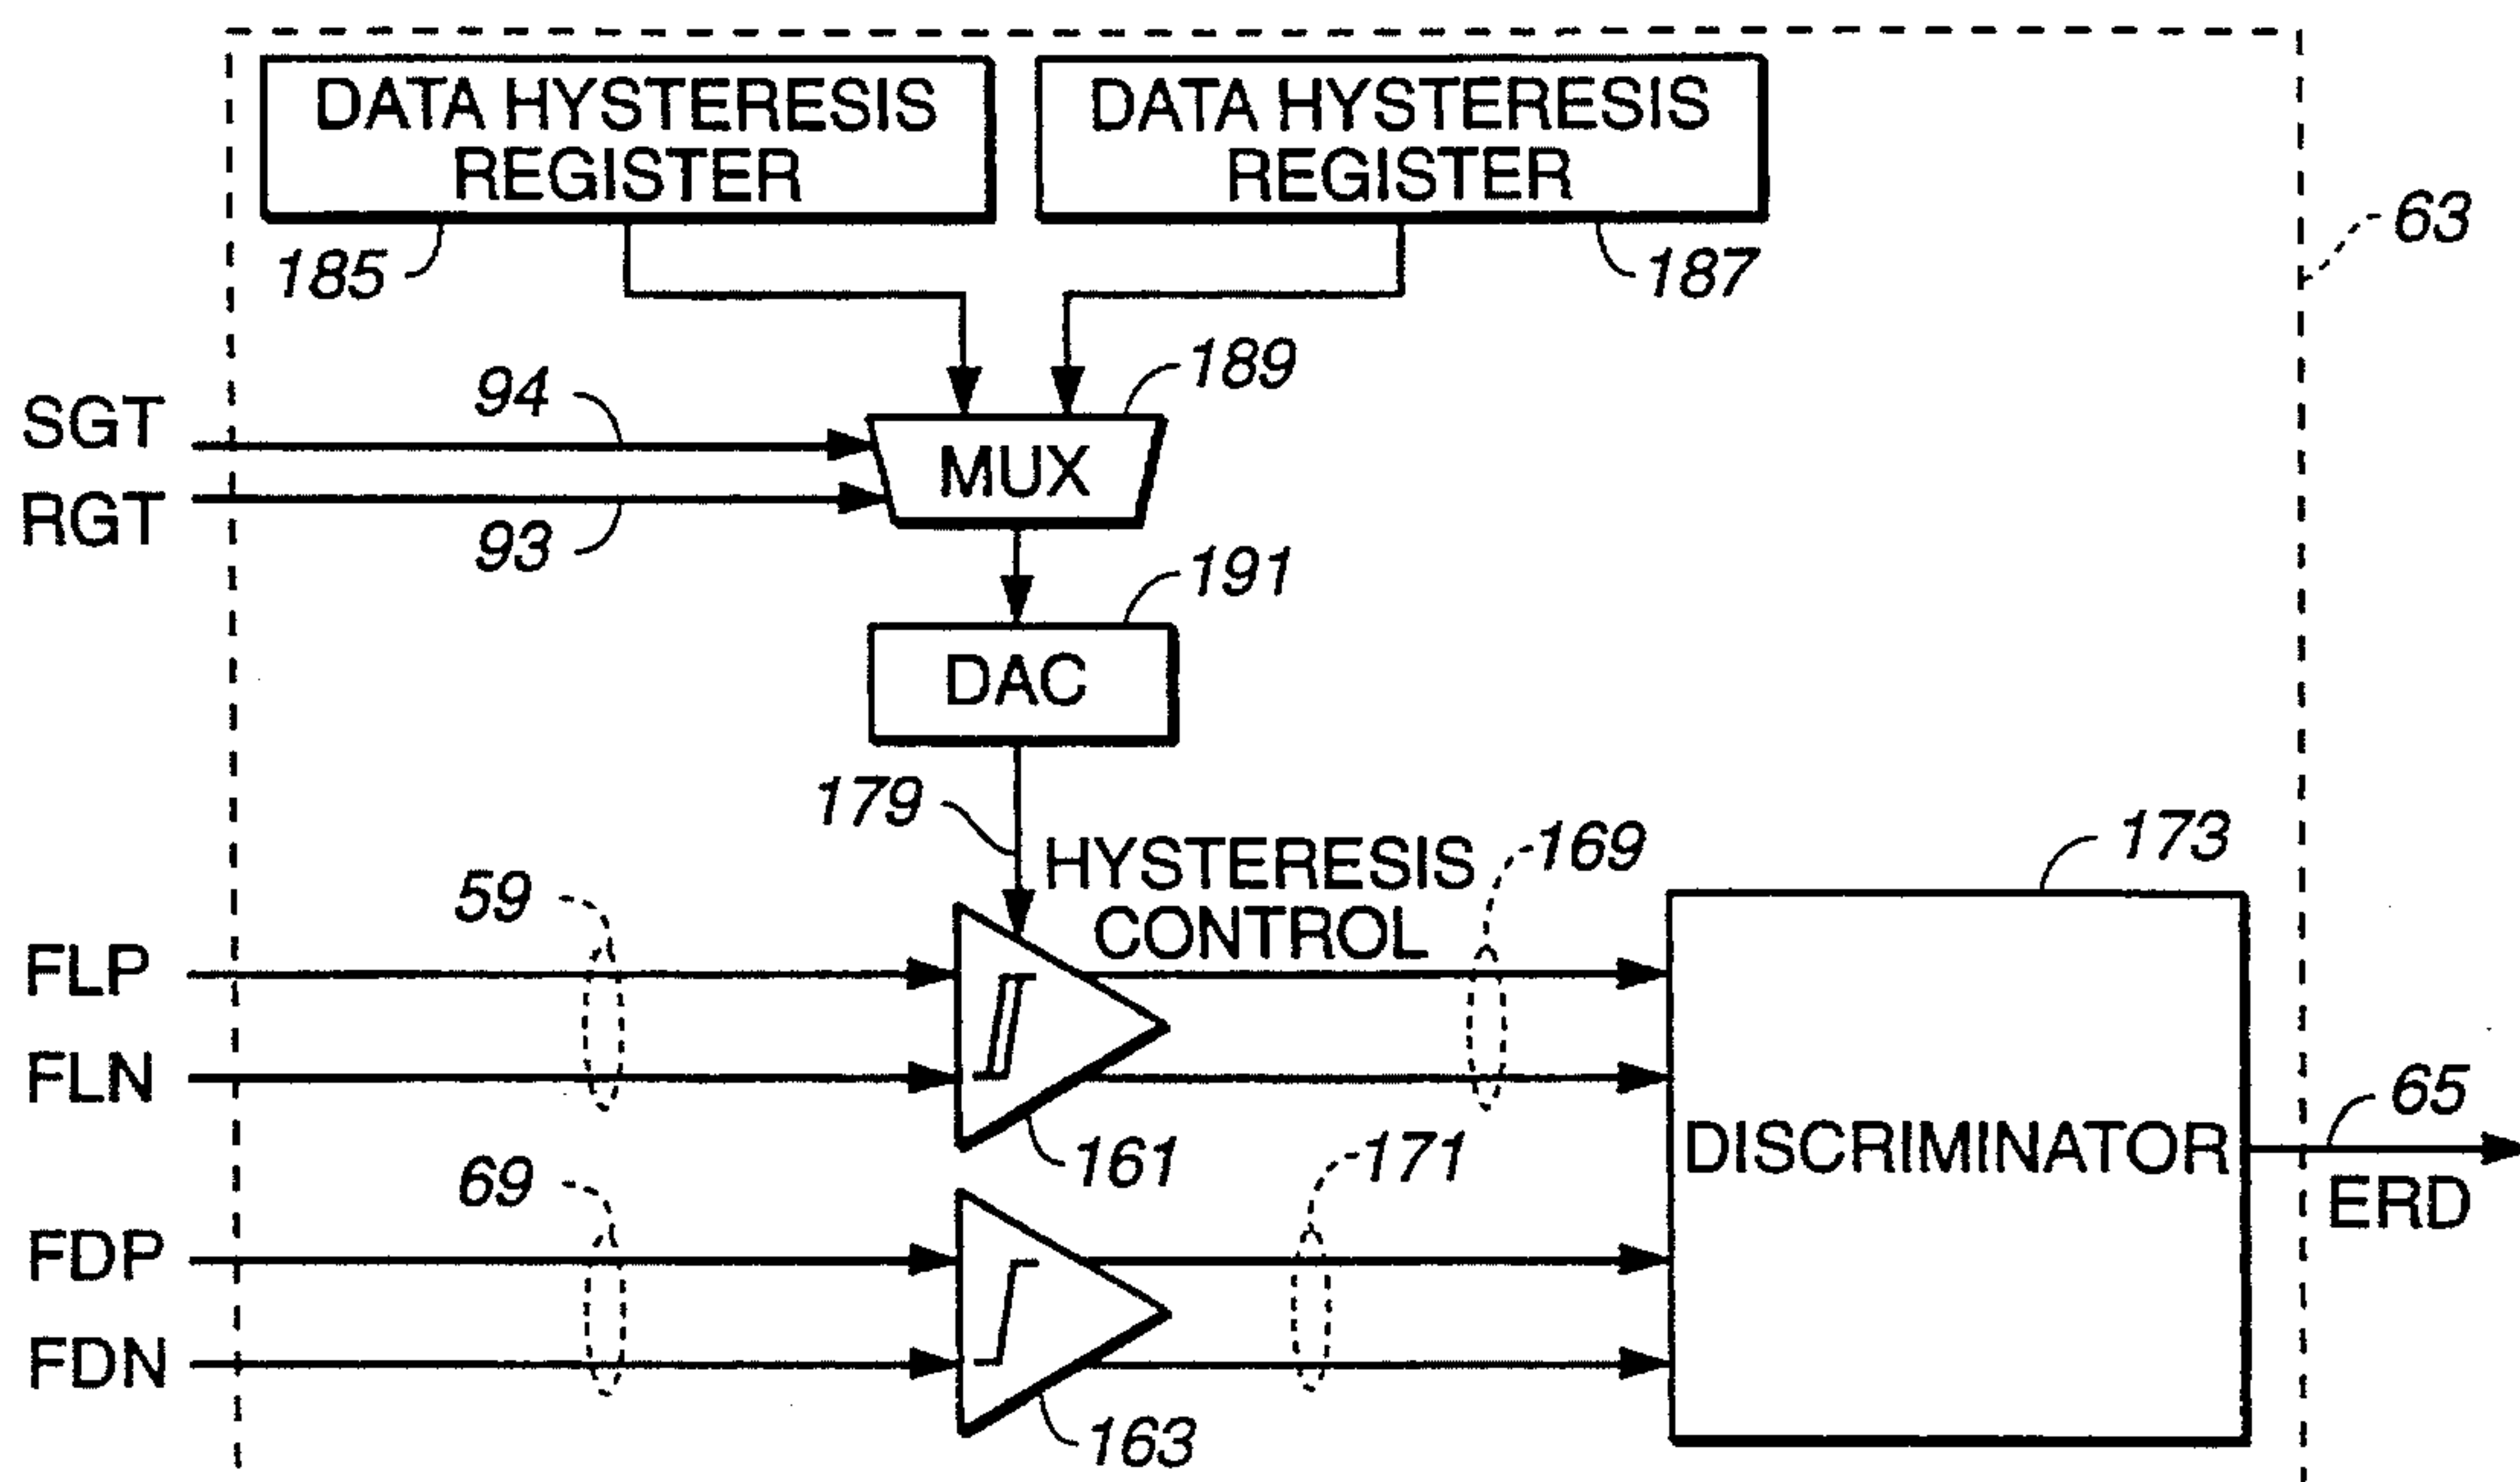 DATA HYSTERESIS
REGISTER
DATA HYSTERESIS
REGISTER
185
187
63
189
94
SGT
MUX
RGT
93
191
DAC
179
HYSTERESIS
CONTROL
169
173
59
FLP
FLN
161
65
DISCRIMINATOR
ERD
69
171
FDP
FDN
163